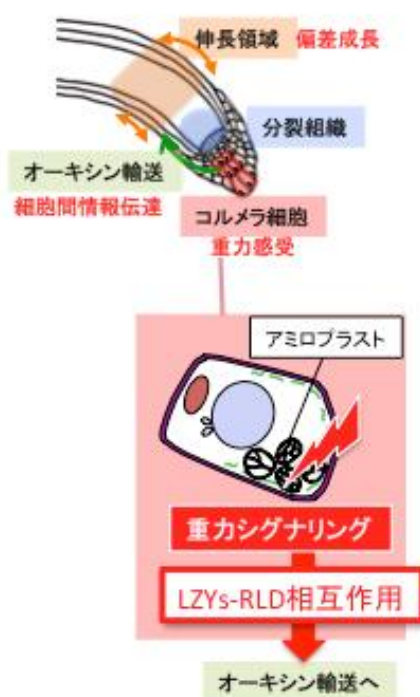 伸長領域 偏差成長
分裂組織
オーキシン輸送
細胞間情報伝達
コルメラ細胞
重力感受
アミロプラスト
重力シグナリング
LZYs-RLD相互作用
オーキシン輸送へ